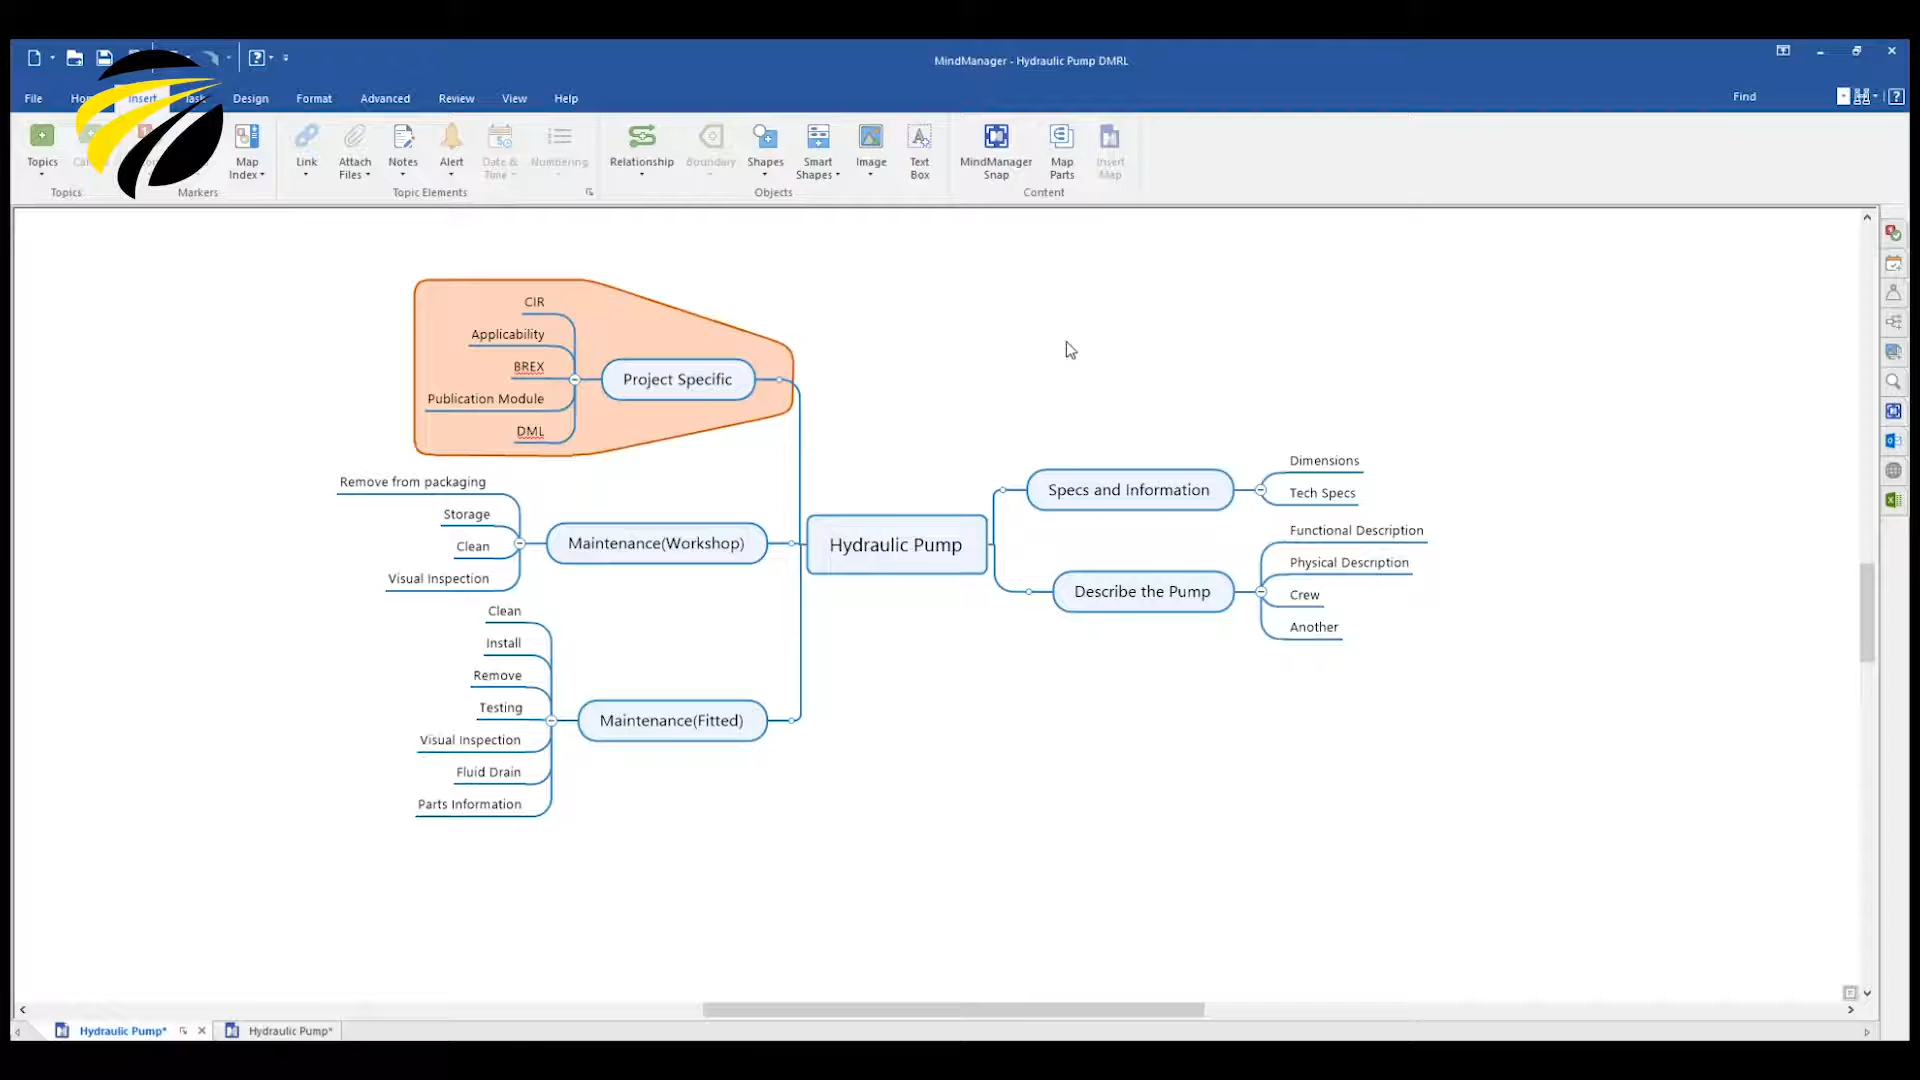 MindManager - Hydraulic Pump DMRL
File
Insert
Design
Format
Advanced
Review
View
Help
Find
Topics
Map
Index
Link
Attach
Files
Notes
Alert
Date &
Time
Numbering
Relationship
Boundary
Shapes
Smart
Shapes
Image
Text
Box
MindManager
Snap
Map
Parts
Insert
Map
Topics
Markers
Topic Elements
Objects
Content
CIR
Applicability
BREX
Publication Module
DML
Project Specific
Remove from packaging
Storage
Clean
Visual Inspection
Maintenance(Workshop)
Hydraulic Pump
Specs and Information
Dimensions
Tech Specs
Describe the Pump
Functional Description
Physical Description
Crew
Another
Clean
Install
Remove
Testing
Visual Inspection
Fluid Drain
Parts Information
Maintenance(Fitted)
Hydraulic Pump*
Hydraulic Pump*